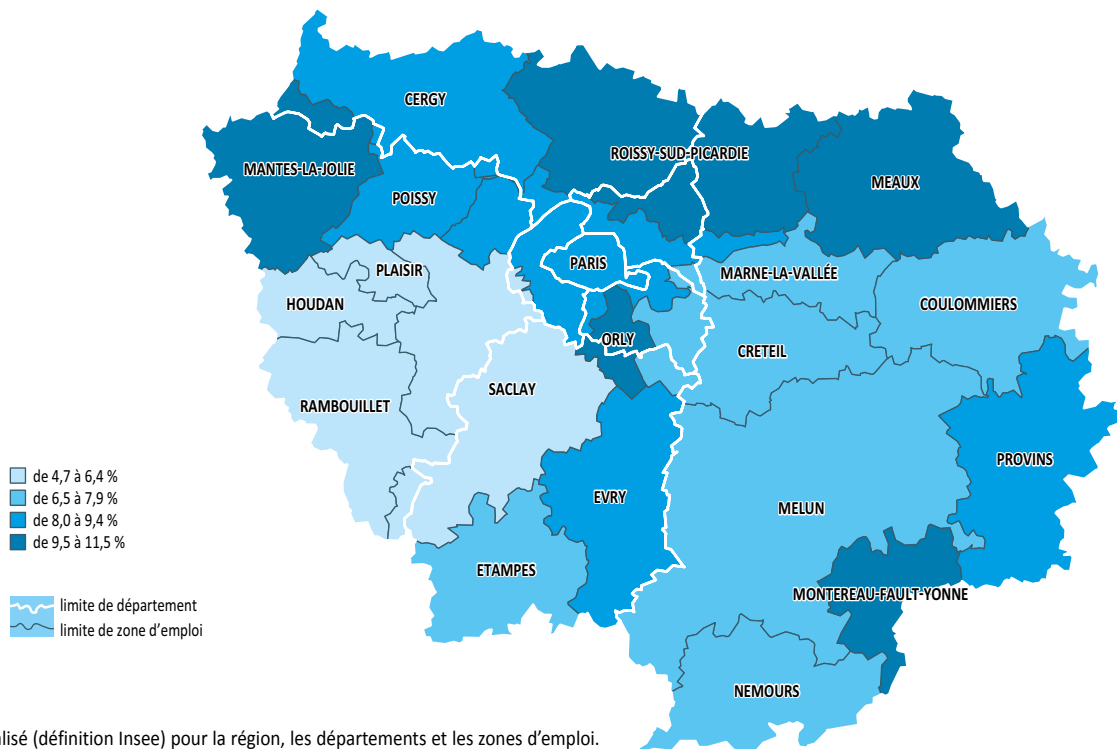 CERGY
ROISSY-SUD-PICARDIE
MANTES-LA-JOLIE
MEAUX
POISSY
PARIS
PLAISIR
MARNE-LA-VALLÉE
HOUDAN
COULOMMIERS
ORLY
CRETEIL
SACLAY
RAMBOUILLET
PROVINS
EVRY
MELUN
ETAMPES
MONTEREAU-FAULT-YONNE
NEMOURS
de 4,7 à 6,4 %
de 6,5 à 7,9 %
de 8,0 à 9,4 %
de 9,5 à 11,5 %
limite de département
limite de zone d'emploi
lisé (définition Insee) pour la région, les départements et les zones d'emploi.